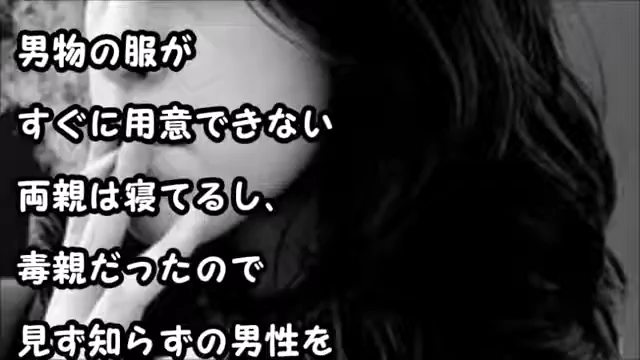 男物の服が
すぐに用意できない
両親は寝てるし、
毒親だったので
見ず知らずの男性を